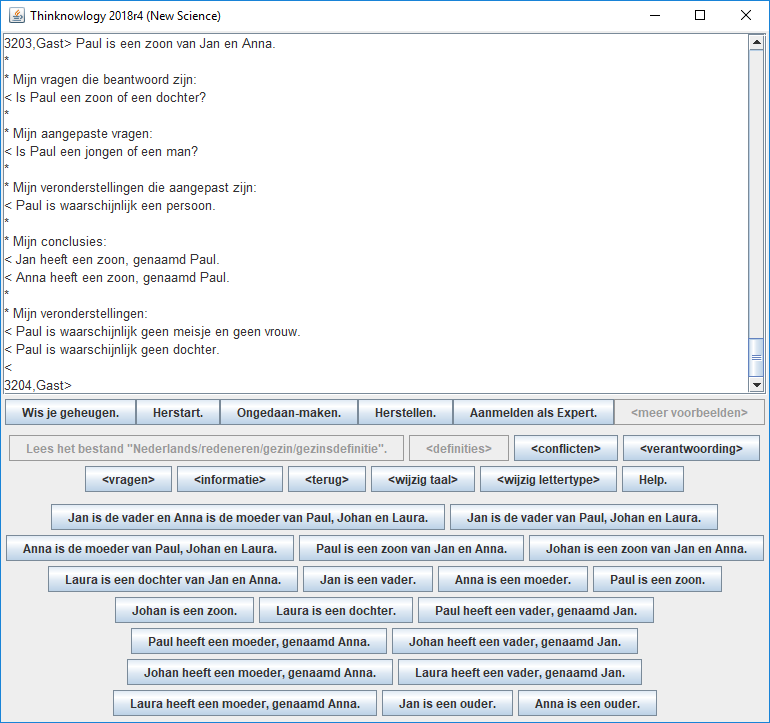 Thinknowlogy 2018r4 (New Science)
3203,Gast> Paul is een zoon van Jan en Anna.
*
* Mijn vragen die beantwoord zijn:
< Is Paul een zoon of een dochter?
*
* Mijn aangepaste vragen:
< Is Paul een jongen of een man?
*
* Mijn veronderstellingen die aangepast zijn:
< Paul is waarschijnlijk een persoon.
*
* Mijn conclusies:
< Jan heeft een zoon, genaamd Paul.
< Anna heeft een zoon, genaamd Paul.
*
* Mijn veronderstellingen:
< Paul is waarschijnlijk geen meisje en geen vrouw.
< Paul is waarschijnlijk geen dochter.
<
3204,Gast>
Wis je geheugen. Herstart. Ongedaan-maken. Herstellen. Aanmelden als Expert. <meer voorbeelden>
Lees het bestand "Nederlands/redeneren/gezin/gezinsdefinitie". <definities> <conflicten> <verantwoording>
<vragen> <informatie> <terug> <wijzig taal> <wijzig lettertype> Help.
Jan is de vader en Anna is de moeder van Paul, Johan en Laura. Jan is de vader van Paul, Johan en Laura.
Anna is de moeder van Paul, Johan en Laura. Paul is een zoon van Jan en Anna. Johan is een zoon van Jan en Anna.
Laura is een dochter van Jan en Anna. Jan is een vader. Anna is een moeder. Paul is een zoon.
Johan is een zoon. Laura is een dochter. Paul heeft een vader, genaamd Jan.
Paul heeft een moeder, genaamd Anna. Johan heeft een vader, genaamd Jan.
Johan heeft een moeder, genaamd Anna. Laura heeft een vader, genaamd Jan.
Laura heeft een moeder, genaamd Anna. Jan is een ouder. Anna is een ouder.